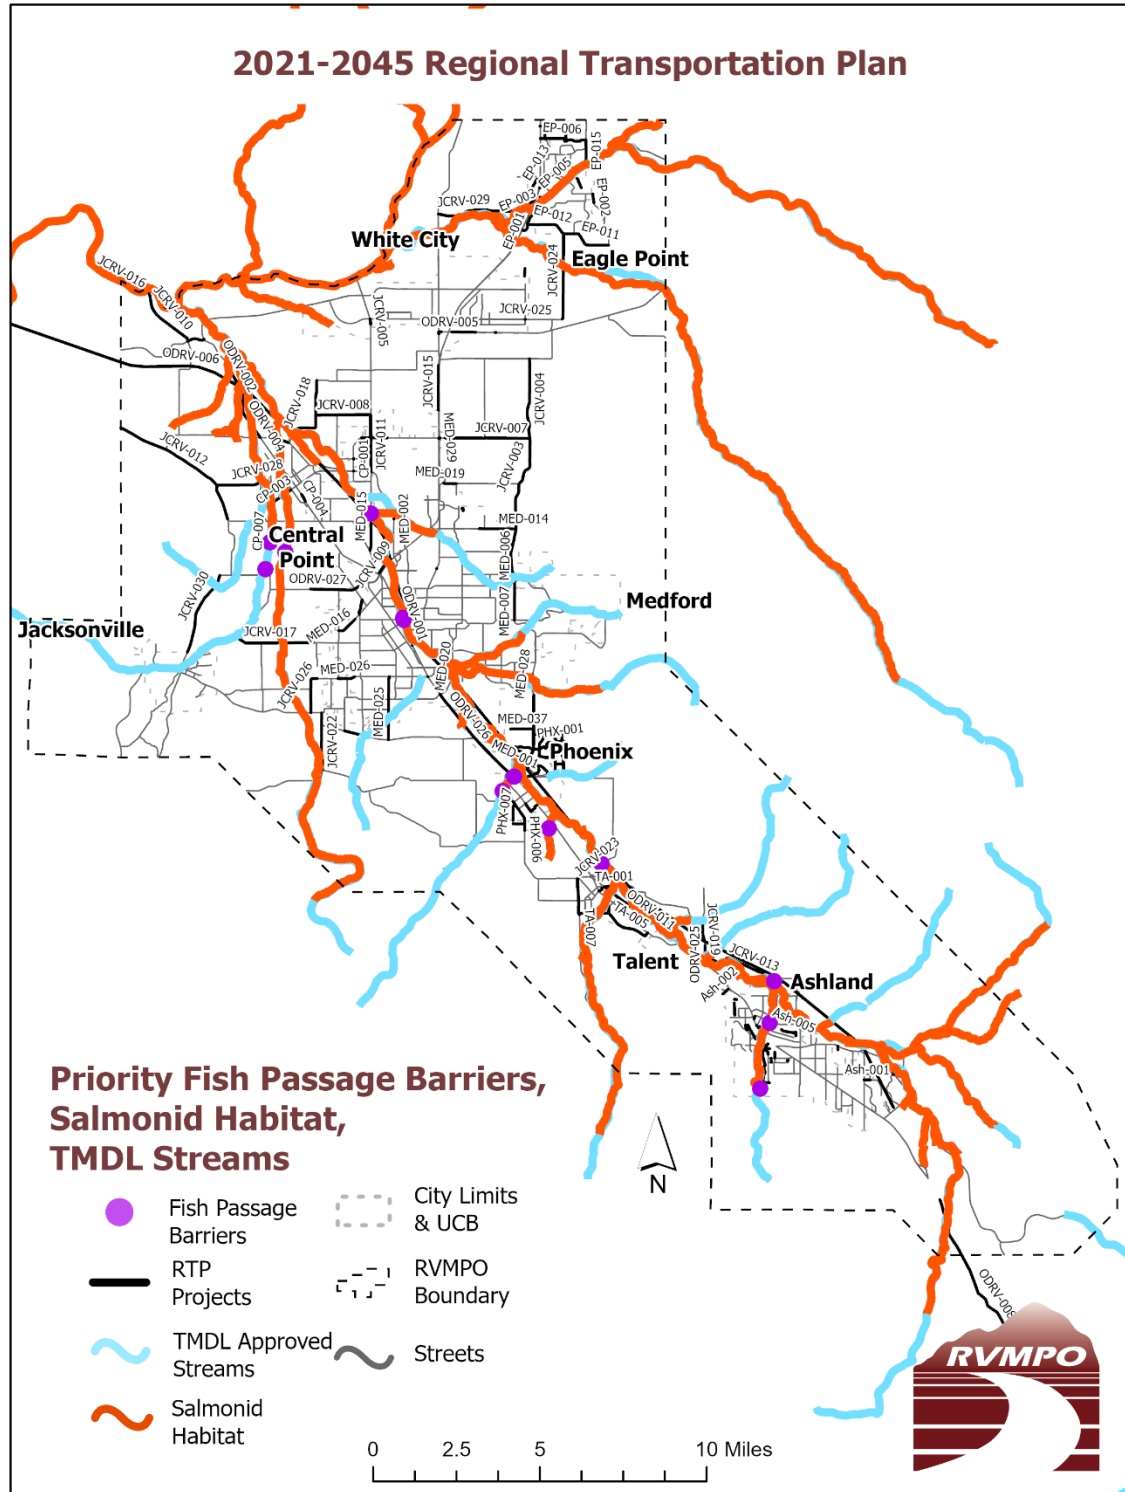 2021-2045 Regional Transportation Plan
EP-006
EP-015
EP-013
EP-005
EP-002
JCRV-029
EP-003
EP-012
EP-001
EP-011
White City
Eagle Point
JCRV-024
JCRV-016
JCRV-010
JCRV-005
JCRV-025
ODRV-005
ODRV-006
ODRV-002
JCRV-015
JCRV-004
JCRV-018
JCRV-008
ODRV-004
JCRV-011
MED-029
JCRV-007
JCRV-012
CP-001
JCRV-003
JCRV-028
MED-019
CP-003
CP-004
MED-015
MED-002
MED-014
CP-007
Central
Point
MED-006
JCRV-009
ODRV-027
JCRV-030
MED-007
ODRV-001
Medford
Jacksonville
JCRV-017
MED-016
MED-020
MED-026
MED-028
JCRV-026
MED-025
ODRV-026
JCRV-022
MED-037
PHX-001
MED-001
Phoenix
PHX-007
PHX-006
JCRV-023
TA-001
TA-007
TA-005
ODRV-011
JCRV-019
ODRV-025
Talent
JCRV-013
Ash-002
Ashland
Ash-005
Ash-001
Priority Fish Passage Barriers,
Salmonid Habitat,
TMDL Streams
N
Fish Passage
Barriers
City Limits
& UCB
RTP
Projects
RVMPO
Boundary
TMDL Approved
Streams
Streets
Salmonid
Habitat
ODRV-008
RVMPO
0 2.5 5 10 Miles